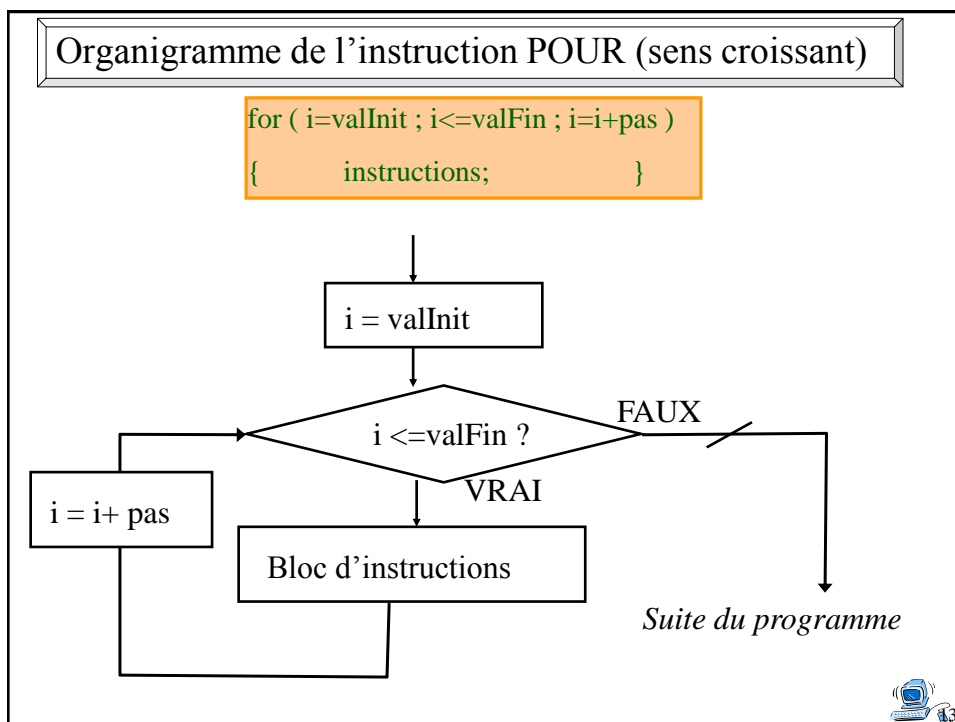 Organigramme de l’instruction POUR (sens croissant)
for ( i=valInit ; i<=valFin ; i=i+pas )
{ instructions; }
i = valInit
i <=valFin ?
FAUX
VRAI
i = i+ pas
Bloc d’instructions
Suite du programme